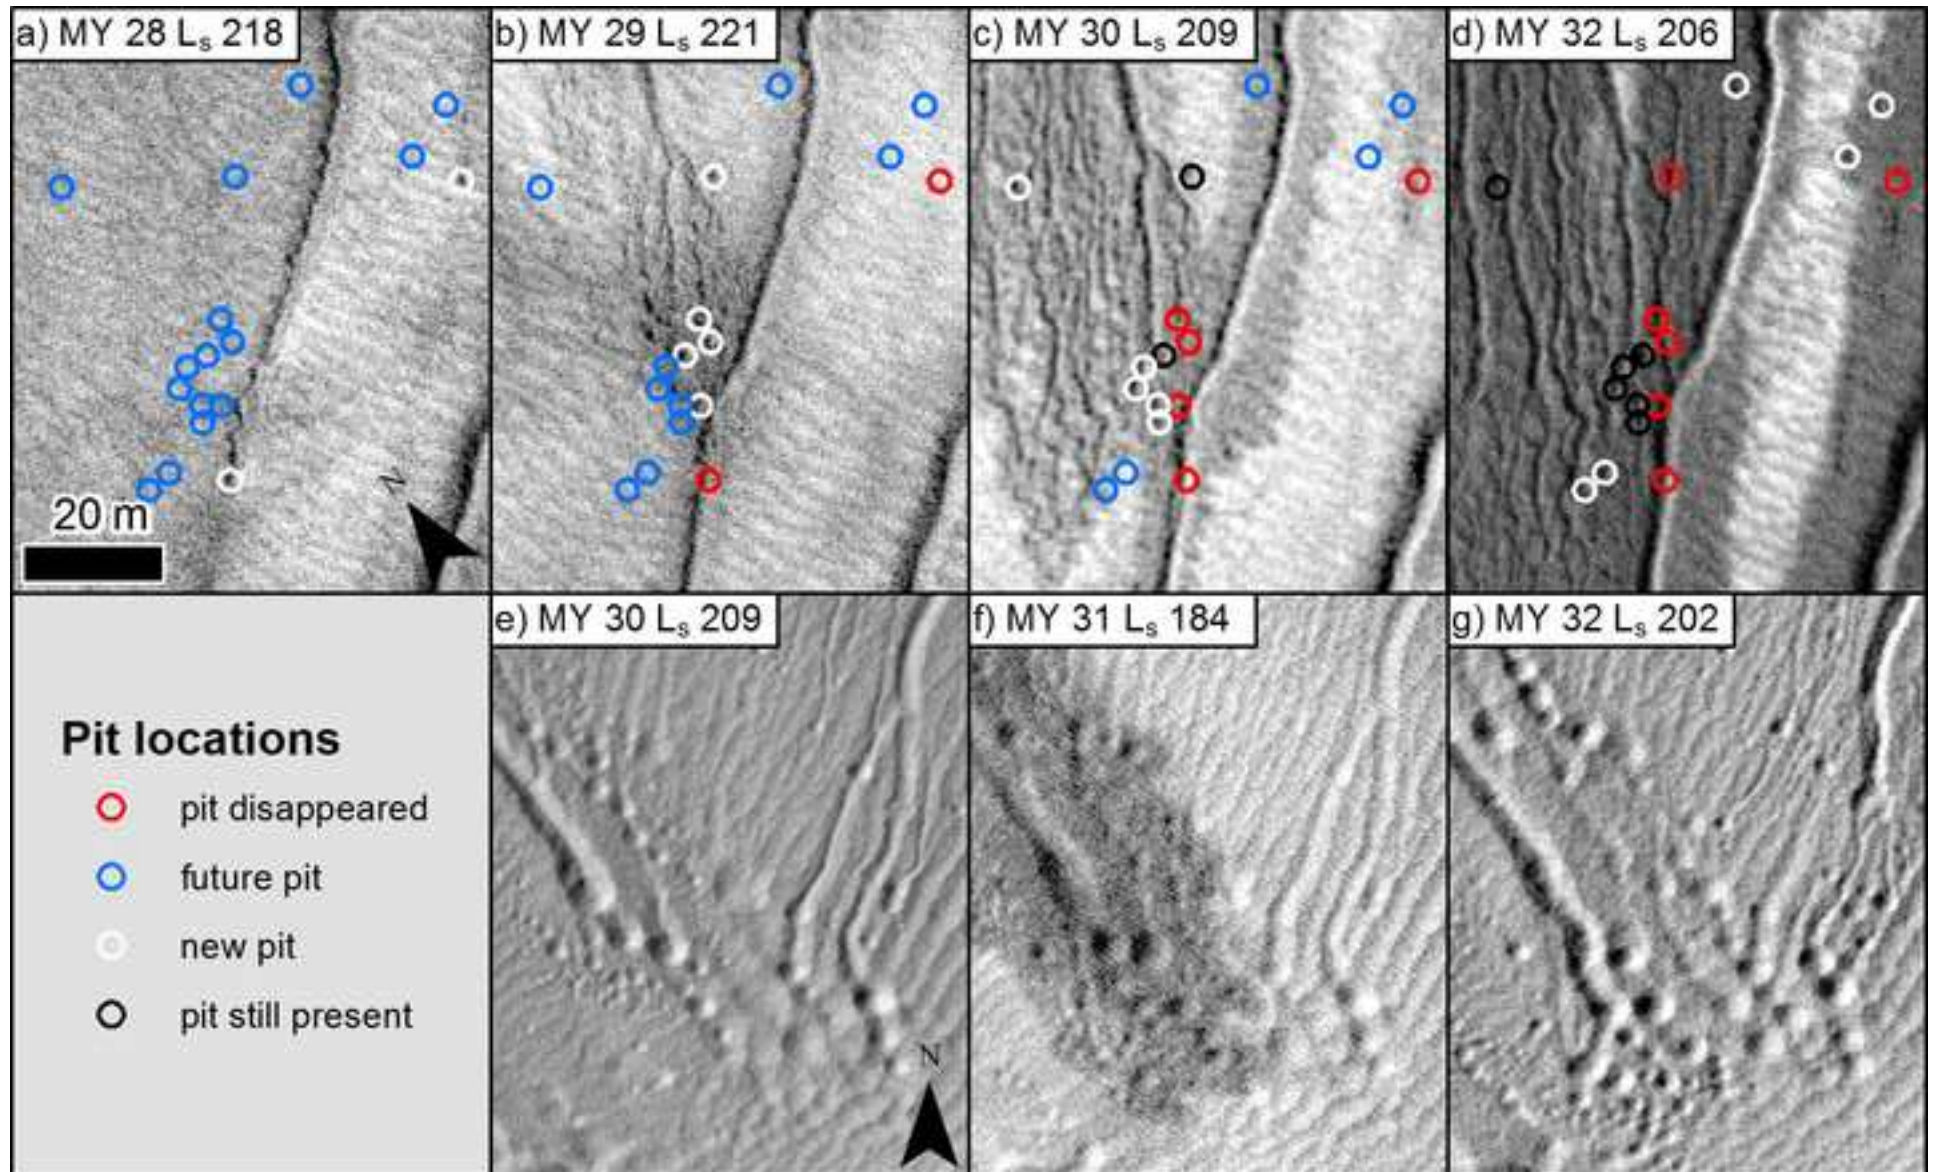 a) MY 28 Ls 218
b) MY 29 Ls 221
c) MY 30 Ls 209
d) MY 32 Ls 206
N
20 m
e) MY 30 Ls 209
f) MY 31 Ls 184
g) MY 32 Ls 202
Pit locations
pit disappeared
future pit
new pit
pit still present
N